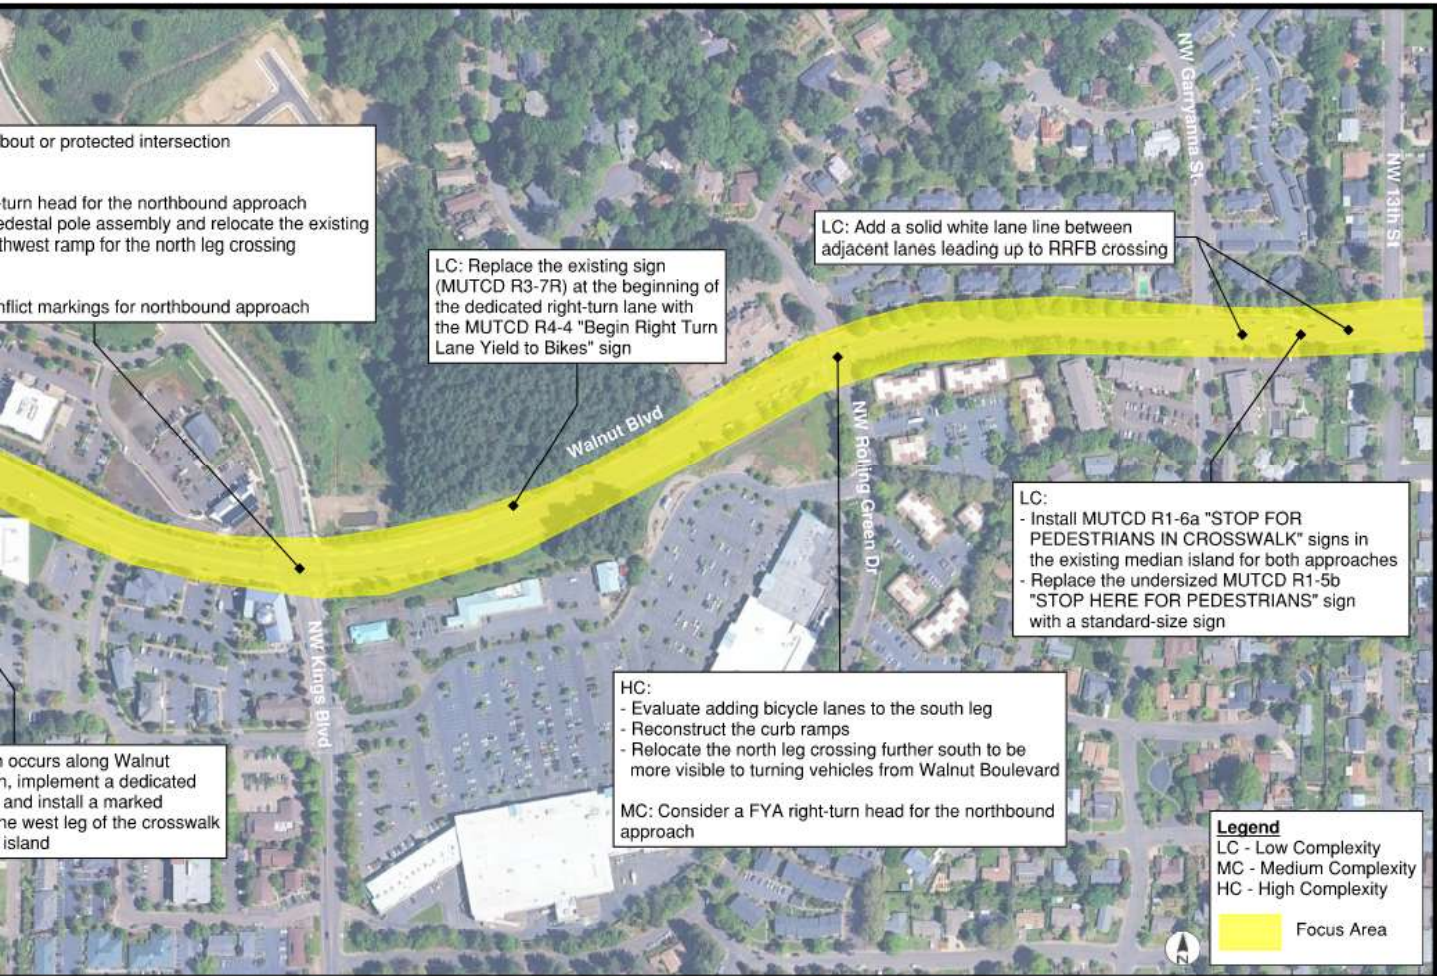 bout or protected intersection
-turn head for the northbound approach
edestal pole assembly and relocate the existing
thwest ramp for the north leg crossing
nflict markings for northbound approach
LC: Replace the existing sign
(MUTCD R3-7R) at the beginning of
the dedicated right-turn lane with
the MUTCD R4-4 "Begin Right Turn
Lane Yield to Bikes" sign
LC: Add a solid white lane line between
adjacent lanes leading up to RRFB crossing
NW Garryanna St
NW 13th St
Walnut Blvd
NW Rolling Green Dr
NW Kings Blvd
LC:
- Install MUTCD R1-6a "STOP FOR
PEDESTRIANS IN CROSSWALK" signs in
the existing median island for both approaches
- Replace the undersized MUTCD R1-5b
"STOP HERE FOR PEDESTRIANS" sign
with a standard-size sign
HC:
- Evaluate adding bicycle lanes to the south leg
- Reconstruct the curb ramps
- Relocate the north leg crossing further south to be
more visible to turning vehicles from Walnut Boulevard
MC: Consider a FYA right-turn head for the northbound
approach
n occurs along Walnut
n, implement a dedicated
and install a marked
he west leg of the crosswalk
island
Legend
LC - Low Complexity
MC - Medium Complexity
HC - High Complexity
Focus Area
N